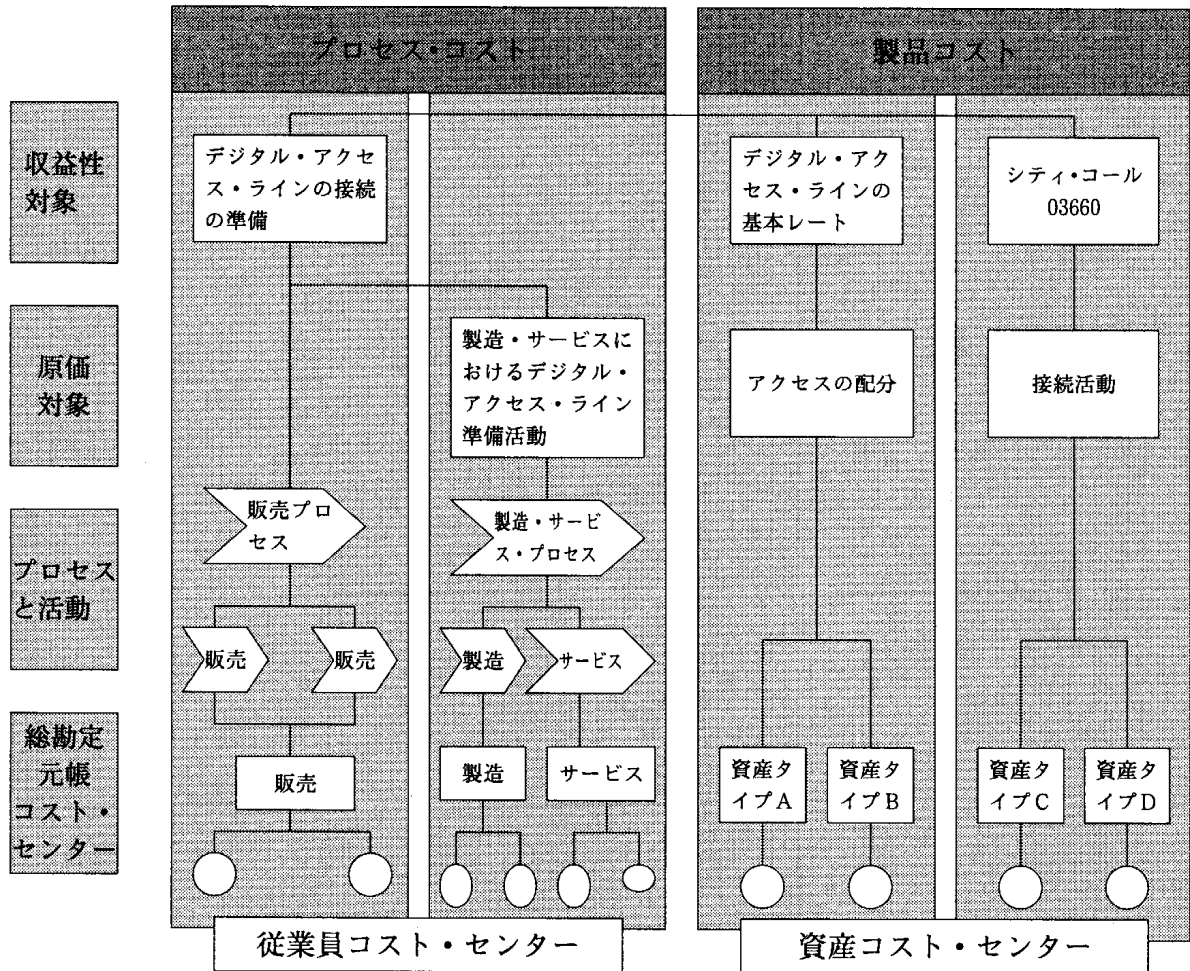 プロセス・コスト
製品コスト
収益性
対象
デジタル・アクセ
ス・ラインの接続
の準備
デジタル・アク
セス・ラインの
基本レート
シティ・コール
03660
原価
対象
製造・サービスに
おけるデジタル・
アクセス・ライン
準備活動
アクセスの配分
接続活動
プロセス
と活動
販売プロ
セス
製造・サービ
ス・プロセス
販売
販売
製造
サービス
総勘定
元帳
コスト・
センター
販売
製造
サービス
資産タ
イプA
資産タ
イプB
資産タ
イプC
資産タ
イプD
従業員コスト・センター
資産コスト・センター